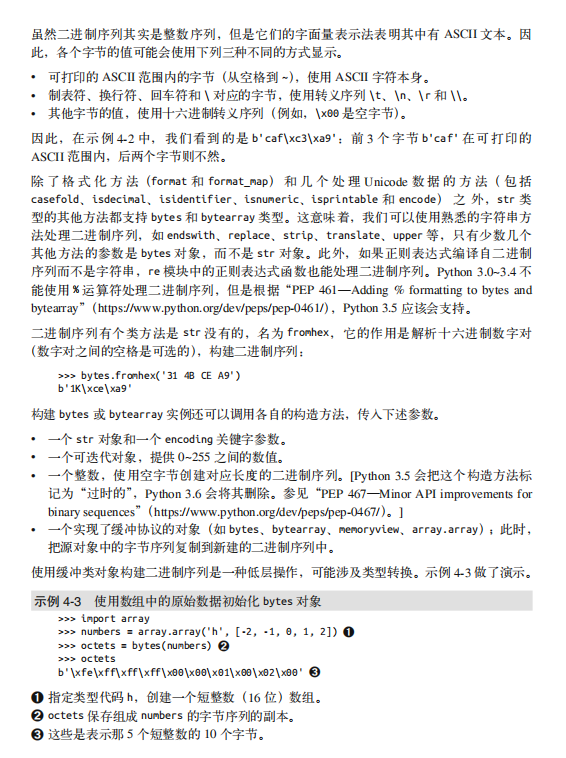 虽然二进制序列其实是整数序列，但是它们的字面量表示法表明其中有 ASCII 文本。因
此，各个字节的值可能会使用下列三种不同的方式显示。
• 可打印的 ASCII 范围内的字节（从空格到 ~），使用 ASCII 字符本身。
• 制表符、换行符、回车符和 \ 对应的字节，使用转义序列 \t、\n、\r 和 \\。
• 其他字节的值，使用十六进制转义序列（例如，\x00 是空字节）。
因此，在示例 4-2 中，我们看到的是 b'caf\xc3\xa9'：前 3 个字节 b'caf' 在可打印的
ASCII 范围内，后两个字节则不然。
除了格式化方法（format 和 format_map）和几个处理 Unicode 数据的方法（包括
casefold、isdecimal、isidentifier、isnumeric、isprintable 和 encode）之外，str 类
型的其他方法都支持 bytes 和 bytearray 类型。这意味着，我们可以使用熟悉的字符串方
法处理二进制序列，如 endswith、replace、strip、translate、upper 等，只有少数几个
其他方法的参数是 bytes 对象，而不是 str 对象。此外，如果正则表达式编译自二进制
序列而不是字符串，re 模块中的正则表达式函数也能处理二进制序列。Python 3.0~3.4 不
能使用 % 运算符处理二进制序列，但是根据“PEP 461—Adding % formatting to bytes and
bytearray”（https://www.python.org/dev/peps/pep-0461/），Python 3.5 应该会支持。
二进制序列有个类方法是 str 没有的，名为 fromhex，它的作用是解析十六进制数字对
（数字对之间的空格是可选的），构建二进制序列：
>>> bytes.fromhex('31 4B CE A9')
b'1K\xce\xa9'
构建 bytes 或 bytearray 实例还可以调用各自的构造方法，传入下述参数。
• 一个 str 对象和一个 encoding 关键字参数。
• 一个可迭代对象，提供 0~255 之间的数值。
• 一个整数，使用空字节创建对应长度的二进制序列。[Python 3.5 会把这个构造方法标
记为“过时的”，Python 3.6 会将其删除。参见“PEP 467—Minor API improvements for
binary sequences”（https://www.python.org/dev/peps/pep-0467/）。]
• 一个实现了缓冲协议的对象（如 bytes、bytearray、memoryview、array.array）；此时，
把源对象中的字节序列复制到新建的二进制序列中。
使用缓冲类对象构建二进制序列是一种低层操作，可能涉及类型转换。示例 4-3 做了演示。
示例 4-3 使用数组中的原始数据初始化 bytes 对象
>>> import array
>>> numbers = array.array('h', [-2, -1, 0, 1, 2]) ❶
>>> octets = bytes(numbers) ❷
>>> octets
b'\xfe\xff\xff\xff\x00\x00\x01\x00\x02\x00' ❸
❶ 指定类型代码 h，创建一个短整数（16 位）数组。
❷ octets 保存组成 numbers 的字节序列的副本。
❸ 这些是表示那 5 个短整数的 10 个字节。